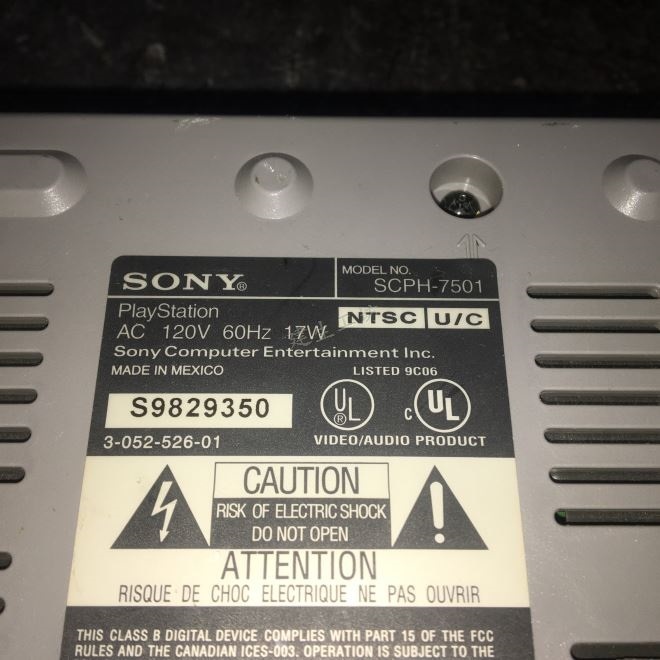 SONY®
MODEL NO.
SCPH-7501
PlayStation
AC 120V 60Hz 17W
NTSC U/C
Sony Computer Entertainment Inc.
MADE IN MEXICO
LISTED 9C06
S9829350
UL®
C UL
3-052-526-01
VIDEO/AUDIO PRODUCT
CAUTION
RISK OF ELECTRIC SHOCK
DO NOT OPEN
ATTENTION
RISQUE DE CHOC ELECTRIQUE NE PAS OUVRIR
THIS CLASS B DIGITAL DEVICE COMPLIES WITH PART 15 OF THE FCC
RULES AND THE CANADIAN ICES-003. OPERATION IS SUBJECT TO THE